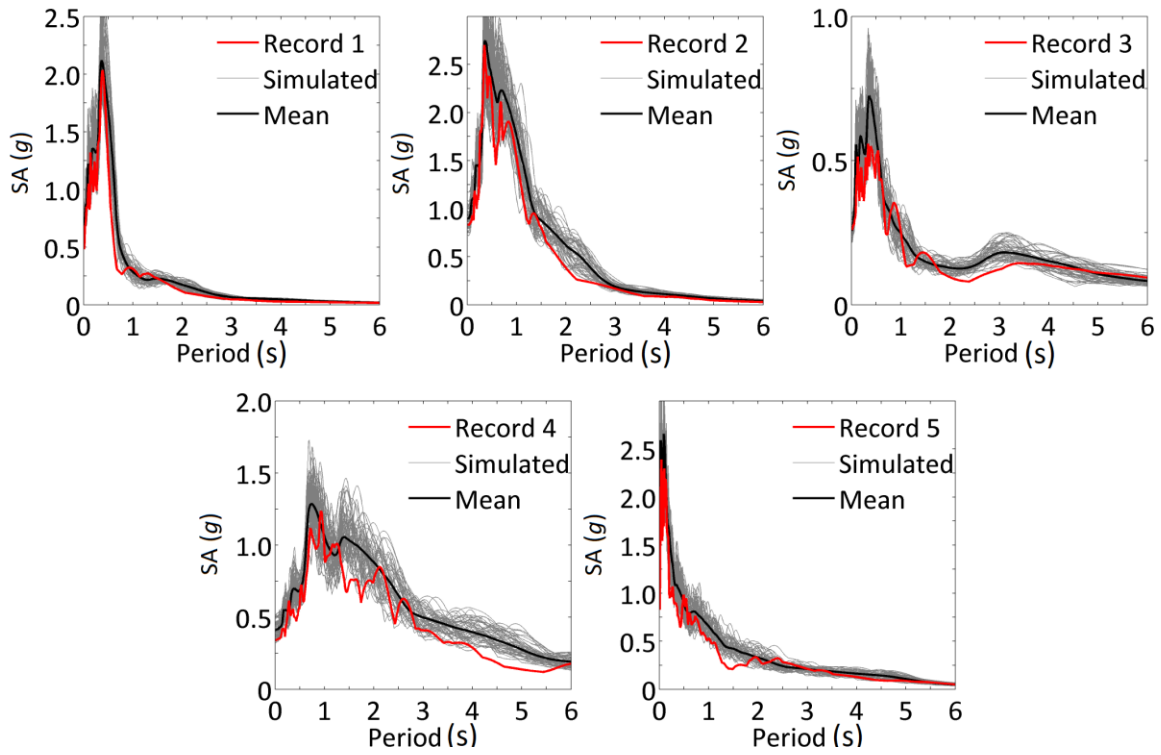 2.5
2.0
1.5
1.0
0.5
0
SA (g)
Record 1
Simulated
Mean
0 1 2 3 4 5 6
Period (s)
2.5
2.0
1.5
1.0
0.5
0
SA (g)
Record 2
Simulated
Mean
0 1 2 3 4 5 6
Period (s)
1.0
0.5
0
SA (g)
Record 3
Simulated
Mean
0 1 2 3 4 5 6
Period (s)
2.0
1.5
1.0
0.5
0
SA (g)
Record 4
Simulated
Mean
0 1 2 3 4 5 6
Period (s)
2.5
2.0
1.5
1.0
0.5
0
SA (g)
Record 5
Simulated
Mean
0 1 2 3 4 5 6
Period (s)